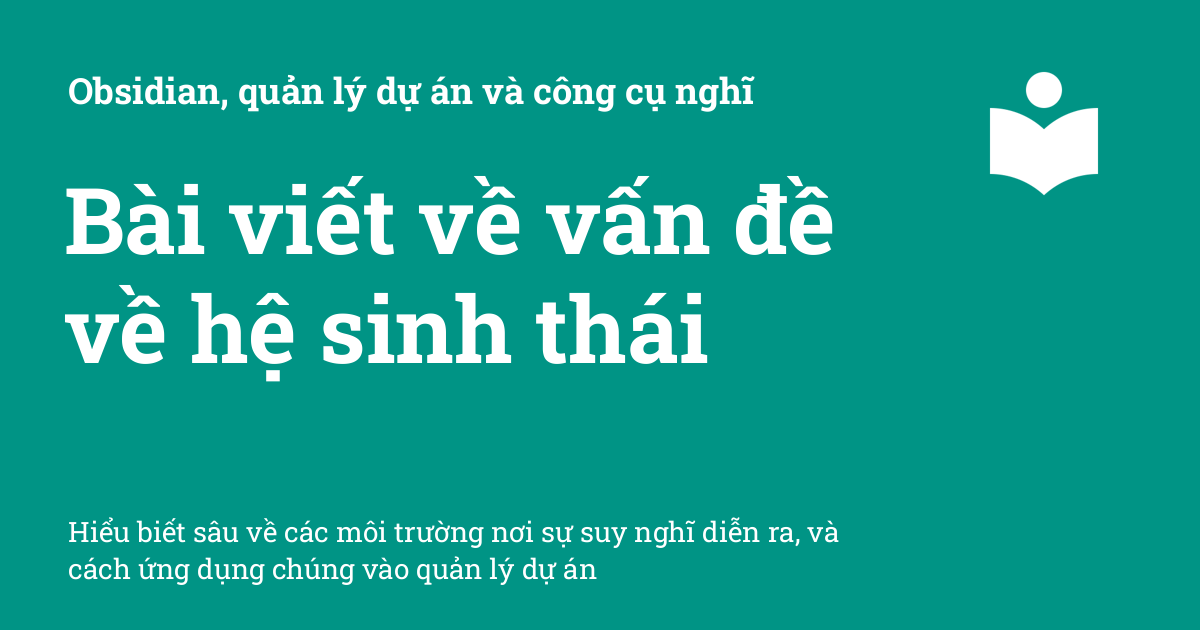 Obsidian, quản lý dự án và công cụ nghĩ
Bài viết về vấn đề
về hệ sinh thái
Hiểu biết sâu về các môi trường nơi sự suy nghĩ diễn ra, và
cách ứng dụng chúng vào quản lý dự án